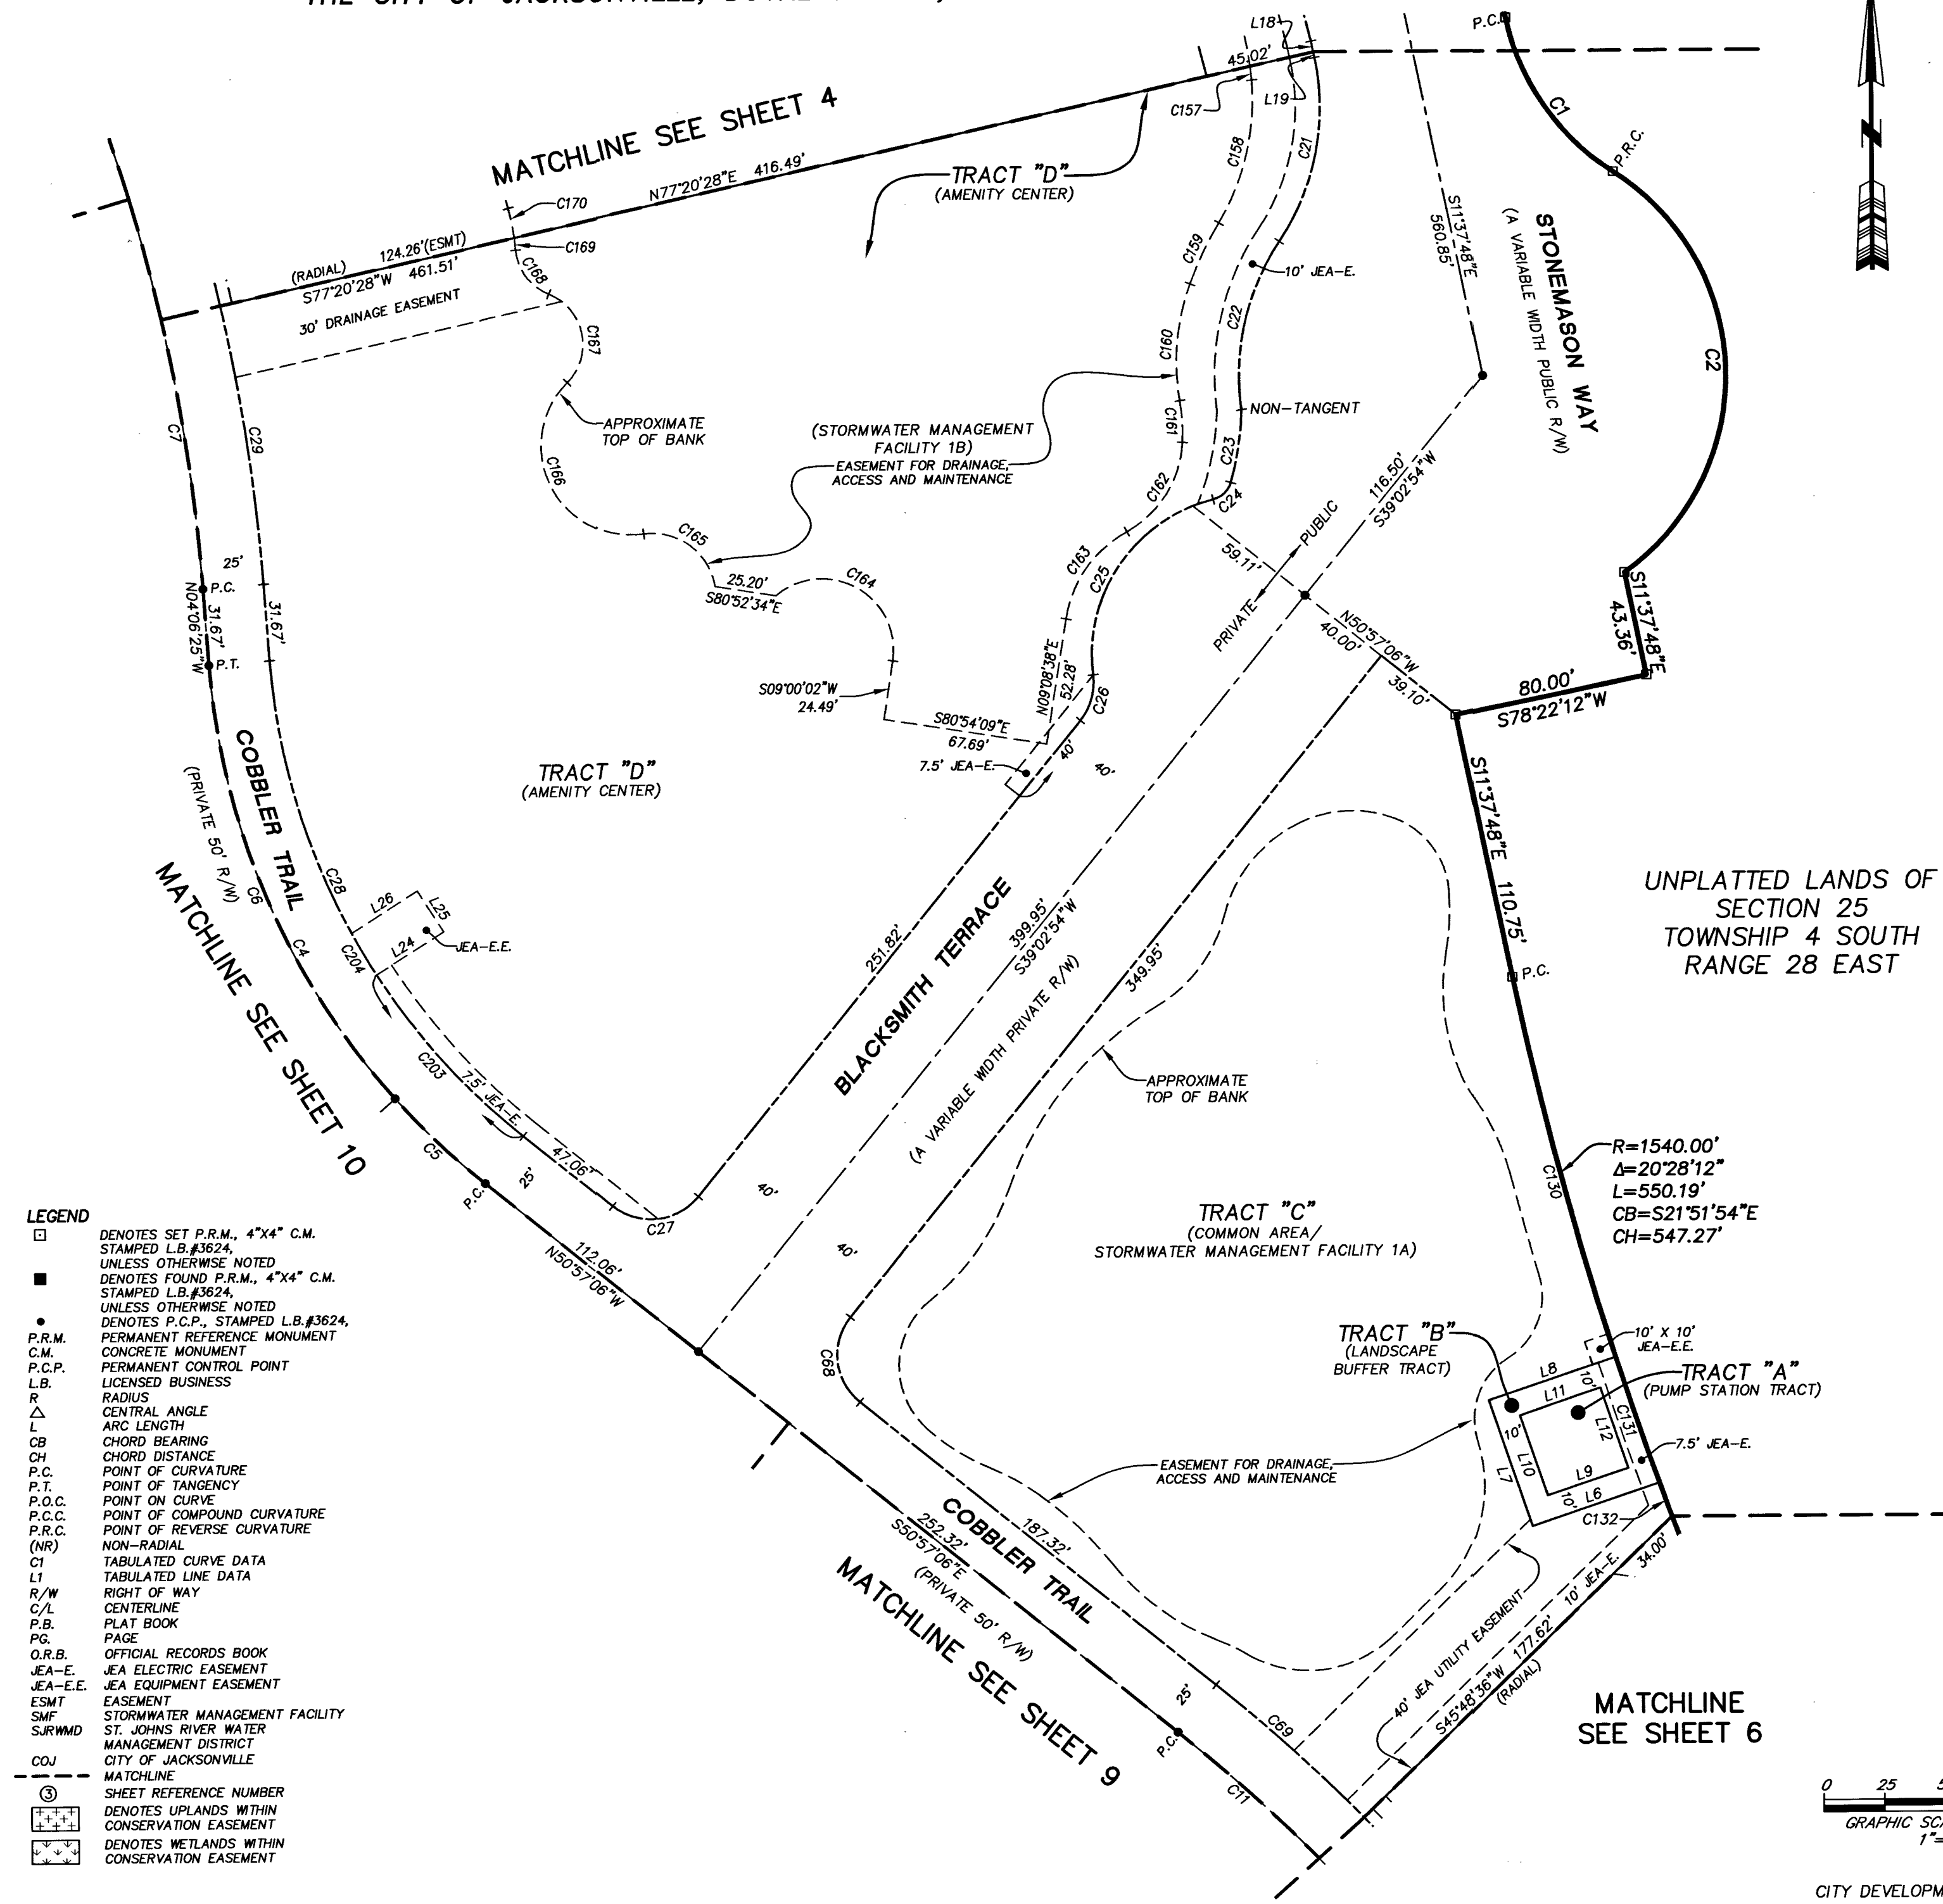 P.C.
L18
45.02'
C157
L19
MATCHLINE SEE SHEET 4
N77°20'28"E 416.49'
TRACT "D"
(AMENITY CENTER)
C158
C21
C1
P.R.C.
N
C170
C169
C168
(RADIAL)
124.26'(ESMT)
S77°20'28"W 461.51'
30' DRAINAGE EASEMENT
C159
10' JEA-E.
S11°37'48"E
560.85'
STONEMASON WAY
(A VARIABLE WIDTH PUBLIC R/W)
C2
C167
C160
C22
C7
C29
APPROXIMATE
TOP OF BANK
(STORMWATER MANAGEMENT
FACILITY 1B)
EASEMENT FOR DRAINAGE,
ACCESS AND MAINTENANCE
C161
NON-TANGENT
C23
C166
C162
C24
116.50'
S39°02'54"W
C165
25.20'
S80°52'34"E
C164
C163
C25
59.11'
PUBLIC
PRIVATE
25'
P.C.
N04°06'25"W
31.67'
31.67'
P.T.
N50°57'06"W
40.00'
39.10'
S11°37'48"E
43.36'
80.00'
S78°22'12"W
S09°00'02"W
24.49'
N09°08'38"E
52.28'
C26
S80°54'09"E
67.69'
7.5' JEA-E.
40'
40'
TRACT "D"
(AMENITY CENTER)
COBBLER TRAIL
(PRIVATE 50' R/W)
S11°37'48"E 110.75'
P.C.
UNPLATTED LANDS OF
SECTION 25
TOWNSHIP 4 SOUTH
RANGE 28 EAST
MATCHLINE SEE SHEET 10
C6
C28
C4
C204
L26
L25
L24
JEA-E.E.
251.82'
BLACKSMITH TERRACE
399.95'
S39°02'54"W
(A VARIABLE WIDTH PRIVATE R/W)
349.95'
C203
7.5' JEA-E.
APPROXIMATE
TOP OF BANK
C5
25'
47.06'
P.C.
C27
40'
40'
112.06'
N50°57'06"W
C130
R=1540.00'
Δ=20°28'12"
L=550.19'
CB=S21°51'54"E
CH=547.27'
TRACT "C"
(COMMON AREA/
STORMWATER MANAGEMENT FACILITY 1A)
C68
TRACT "B"
(LANDSCAPE
BUFFER TRACT)
10' X 10'
JEA-E.E.
TRACT "A"
(PUMP STATION TRACT)
L8
L11
10'
C131
L12
10'
L10
L7
L9
L6
10'
7.5' JEA-E.
C132
EASEMENT FOR DRAINAGE,
ACCESS AND MAINTENANCE
34.00'
10' JEA-E.
COBBLER TRAIL
187.32'
252.32'
S50°57'06"E
(PRIVATE 50' R/W)
MATCHLINE SEE SHEET 9
40' JEA UTILITY EASEMENT
S45°48'36"W 177.62'
(RADIAL)
25'
P.C.
C69
C11
MATCHLINE
SEE SHEET 6
LEGEND
DENOTES SET P.R.M., 4"X4" C.M.
STAMPED L.B.#3624,
UNLESS OTHERWISE NOTED
DENOTES FOUND P.R.M., 4"X4" C.M.
STAMPED L.B.#3624,
UNLESS OTHERWISE NOTED
DENOTES P.C.P., STAMPED L.B.#3624,
P.R.M. PERMANENT REFERENCE MONUMENT
C.M. CONCRETE MONUMENT
P.C.P. PERMANENT CONTROL POINT
L.B. LICENSED BUSINESS
R RADIUS
△ CENTRAL ANGLE
L ARC LENGTH
CB CHORD BEARING
CH CHORD DISTANCE
P.C. POINT OF CURVATURE
P.T. POINT OF TANGENCY
P.O.C. POINT ON CURVE
P.C.C. POINT OF COMPOUND CURVATURE
P.R.C. POINT OF REVERSE CURVATURE
(NR) NON-RADIAL
C1 TABULATED CURVE DATA
L1 TABULATED LINE DATA
R/W RIGHT OF WAY
C/L CENTERLINE
P.B. PLAT BOOK
PG. PAGE
O.R.B. OFFICIAL RECORDS BOOK
JEA-E. JEA ELECTRIC EASEMENT
JEA-E.E. JEA EQUIPMENT EASEMENT
ESMT EASEMENT
SMF STORMWATER MANAGEMENT FACILITY
SJRWMD ST. JOHNS RIVER WATER
MANAGEMENT DISTRICT
COJ CITY OF JACKSONVILLE
MATCHLINE
3 SHEET REFERENCE NUMBER
DENOTES UPLANDS WITHIN
CONSERVATION EASEMENT
DENOTES WETLANDS WITHIN
CONSERVATION EASEMENT
0 25
GRAPHIC
1"=
CITY